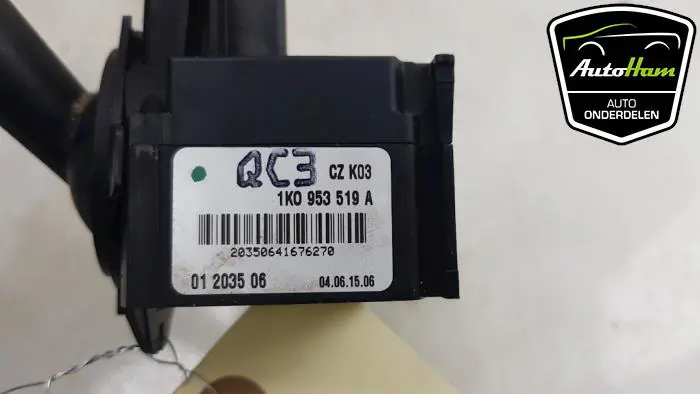 QC3 CZ K03
1K0 953 519 A
20350641676270
01 2035 06 04.06.15.06
AutoHam
AUTO
ONDERDELEN